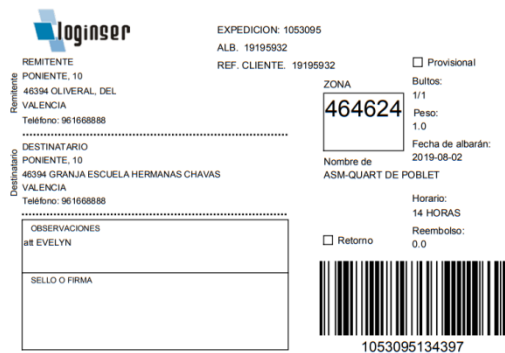 loginser
EXPEDICION: 1053095
ALB. 19195932
REF. CLIENTE. 19195932
Remitente
REMITENTE
PONIENTE, 10
46394 OLIVERAL, DEL
VALENCIA
Teléfono: 961668888
Destinatario
DESTINATARIO
PONIENTE, 10
46394 GRANJA ESCUELA HERMANAS CHAVAS
VALENCIA
Teléfono: 961668888
OBSERVACIONES
att EVELYN
SELLO O FIRMA
ZONA
464624
Nombre de
ASM-QUART DE POBLET
Provisional
Bultos:
1/1
Peso:
1.0
Fecha de albarán:
2019-08-02
Horario:
14 HORAS
Retorno
Reembolso:
0.0
1053095134397